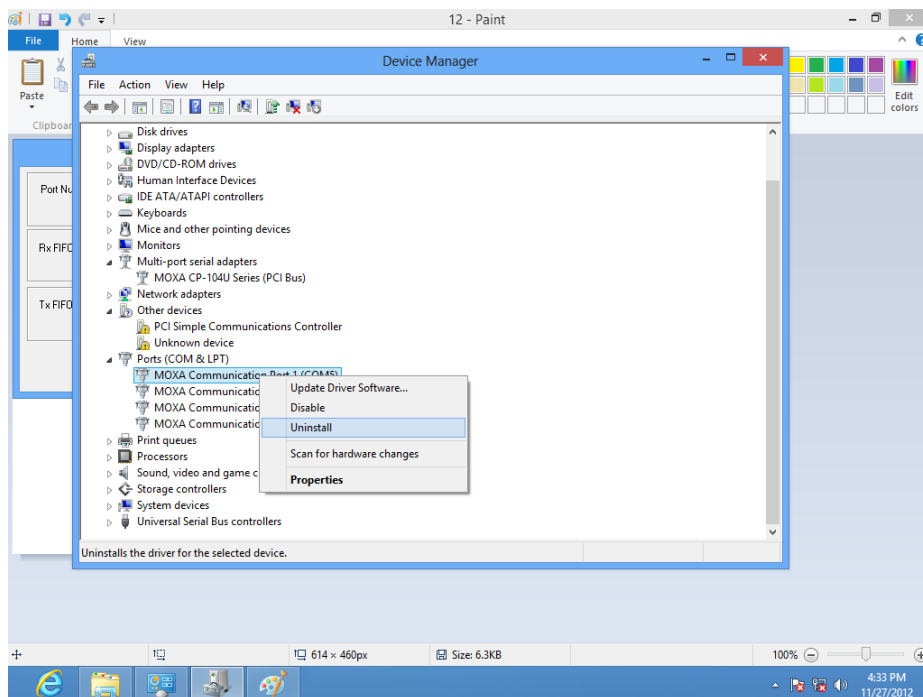 12 - Paint
File Home View
Device Manager
File Action View Help
Paste
Clipboar
Edit
colors
Disk drives
Display adapters
DVD/CD-ROM drives
Human Interface Devices
IDE ATA/ATAPI controllers
Keyboards
Mice and other pointing devices
Monitors
Multi-port serial adapters
MOXA CP-104U Series (PCI Bus)
Network adapters
Other devices
PCI Simple Communications Controller
Unknown device
Ports (COM & LPT)
MOXA Communication Port 1 (COM5)
MOXA Communicatic
MOXA Communicatic
MOXA Communicatic
Print queues
Processors
Sound, video and game c
Storage controllers
System devices
Universal Serial Bus controllers
Port Nu
Rx FIFO
Tx FIFO
Update Driver Software...
Disable
Uninstall
Scan for hardware changes
Properties
Uninstalls the driver for the selected device.
614 × 460px
Size: 6.3KB
100%
4:33 PM
11/27/2012